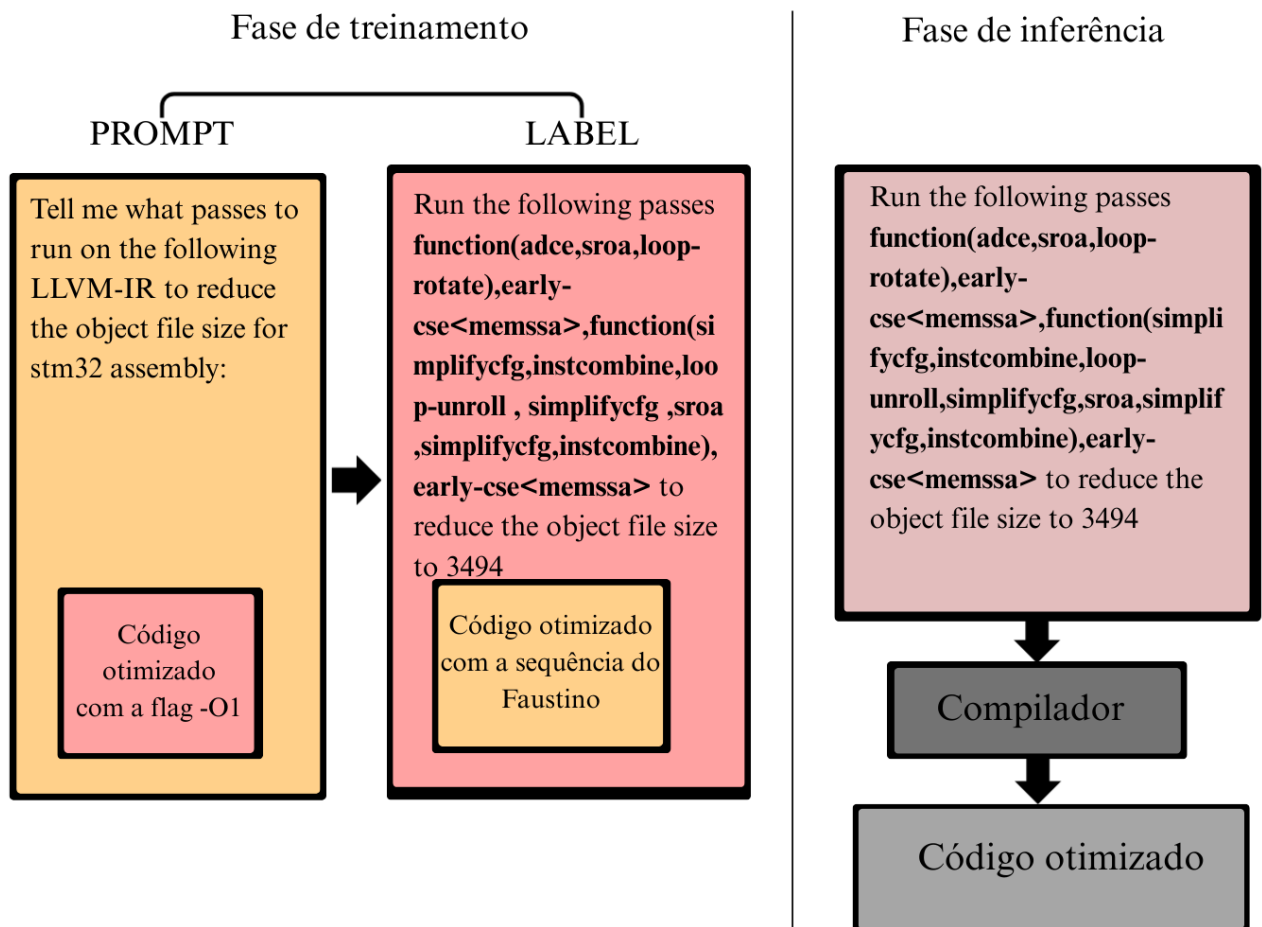 Fase de treinamento
PROMPT
LABEL
Tell me what passes to
run on the following
LLVM-IR to reduce
the object file size for
stm32 assembly:
Código
otimizado
com a flag -O1
Run the following passes
function(adce,sroa,loop-
rotate),early-
cse<memssa>,function(si
mplifycfg,instcombine,loo
p-unroll , simplifycfg ,sroa
,simplifycfg,instcombine),
early-cse<memssa> to
reduce the object file size
to 3494
Código otimizado
com a sequência do
Faustino
Fase de inferência
Run the following passes
function(adce,sroa,loop-
rotate),early-
cse<memssa>,function(simpli
fycfg,instcombine,loop-
unroll,simplifycfg,sroa,simplif
ycfg,instcombine),early-
cse<memssa> to reduce the
object file size to 3494
Compilador
Código otimizado